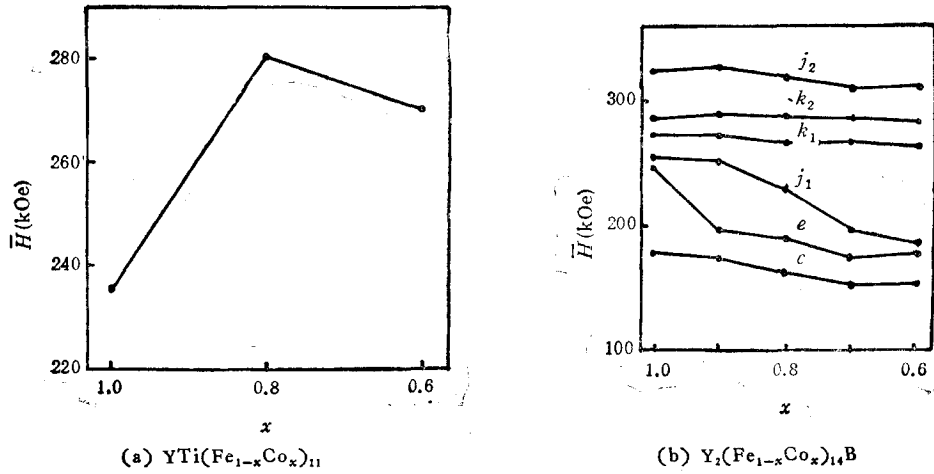 280
260
240
220
H̅(kOe)
1.0 0.8 0.6
x
(a) YTi(Fe₁₋ₓCoₓ)₁₁
300
200
100
H̅(kOe)
j₂
k₂
k₁
j₁
e
c
1.0 0.8 0.6
x
(b) Y₂(Fe₁₋ₓCoₓ)₁₄B